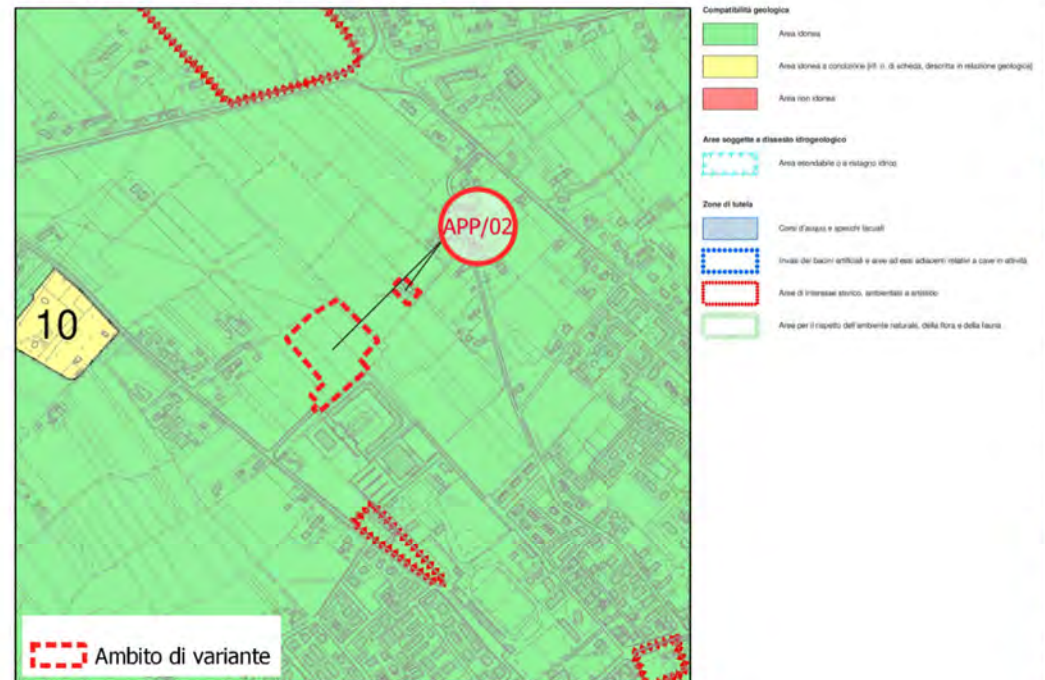 APP/02
10
Ambito di variante
Compatibilità geologica
Area idonea
Area idonea a condizione [rif. n. di scheda, descritta in relazione geologica]
Area non idonea
Aree soggette a dissesto idrogeologico
Area esondabile o a ristagno idrico
Zone di tutela
Corsi d'acqua e specchi lacuali
Invasi dei bacini artificiali e aree ad essi adiacenti relativi a cave in attività
Aree di interesse storico, ambientale e artistico
Aree per il rispetto dell'ambiente naturale, della flora e della fauna